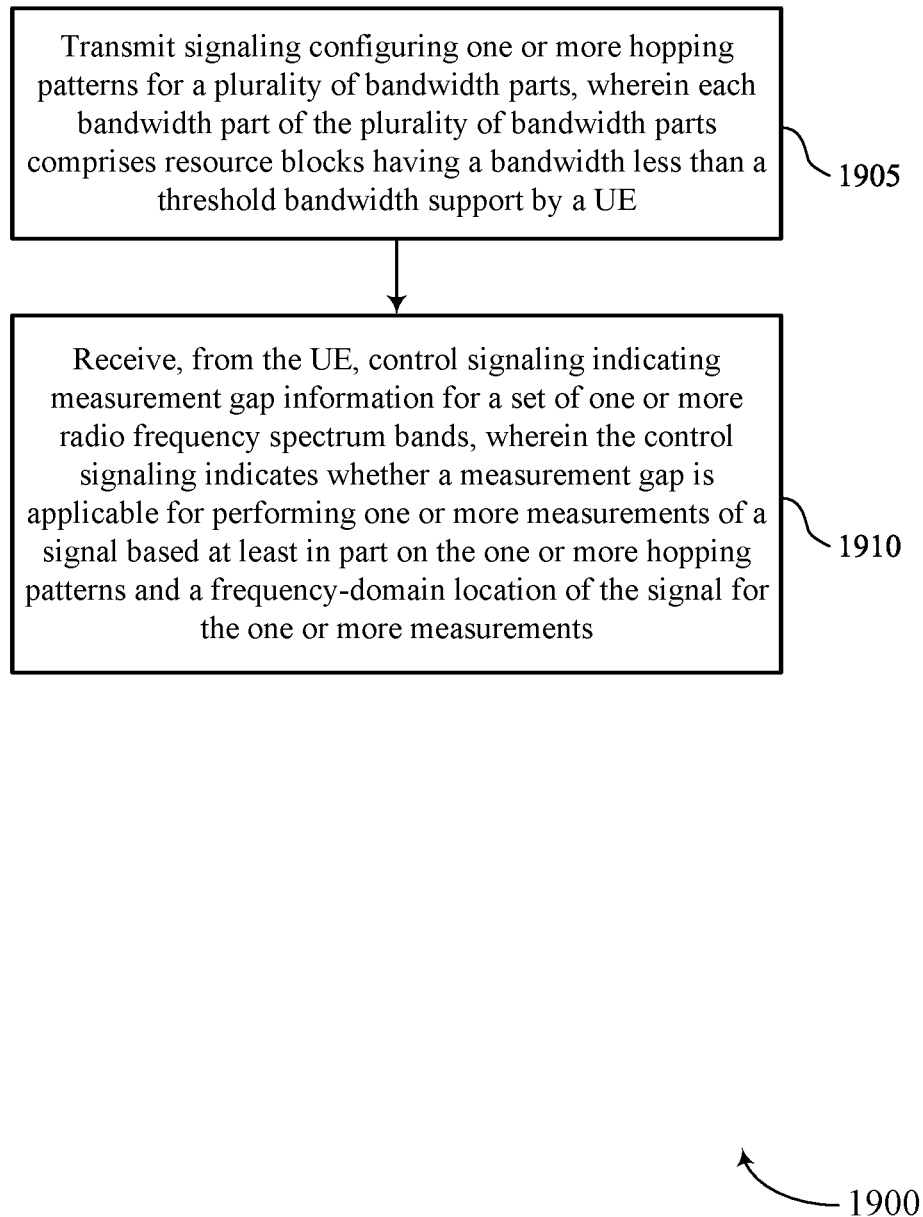 Transmit signaling configuring one or more hopping
patterns for a plurality of bandwidth parts, wherein each
bandwidth part of the plurality of bandwidth parts
comprises resource blocks having a bandwidth less than a
threshold bandwidth support by a UE
1905
Receive, from the UE, control signaling indicating
measurement gap information for a set of one or more
radio frequency spectrum bands, wherein the control
signaling indicates whether a measurement gap is
applicable for performing one or more measurements of a
signal based at least in part on the one or more hopping
patterns and a frequency-domain location of the signal for
the one or more measurements
1910
1900